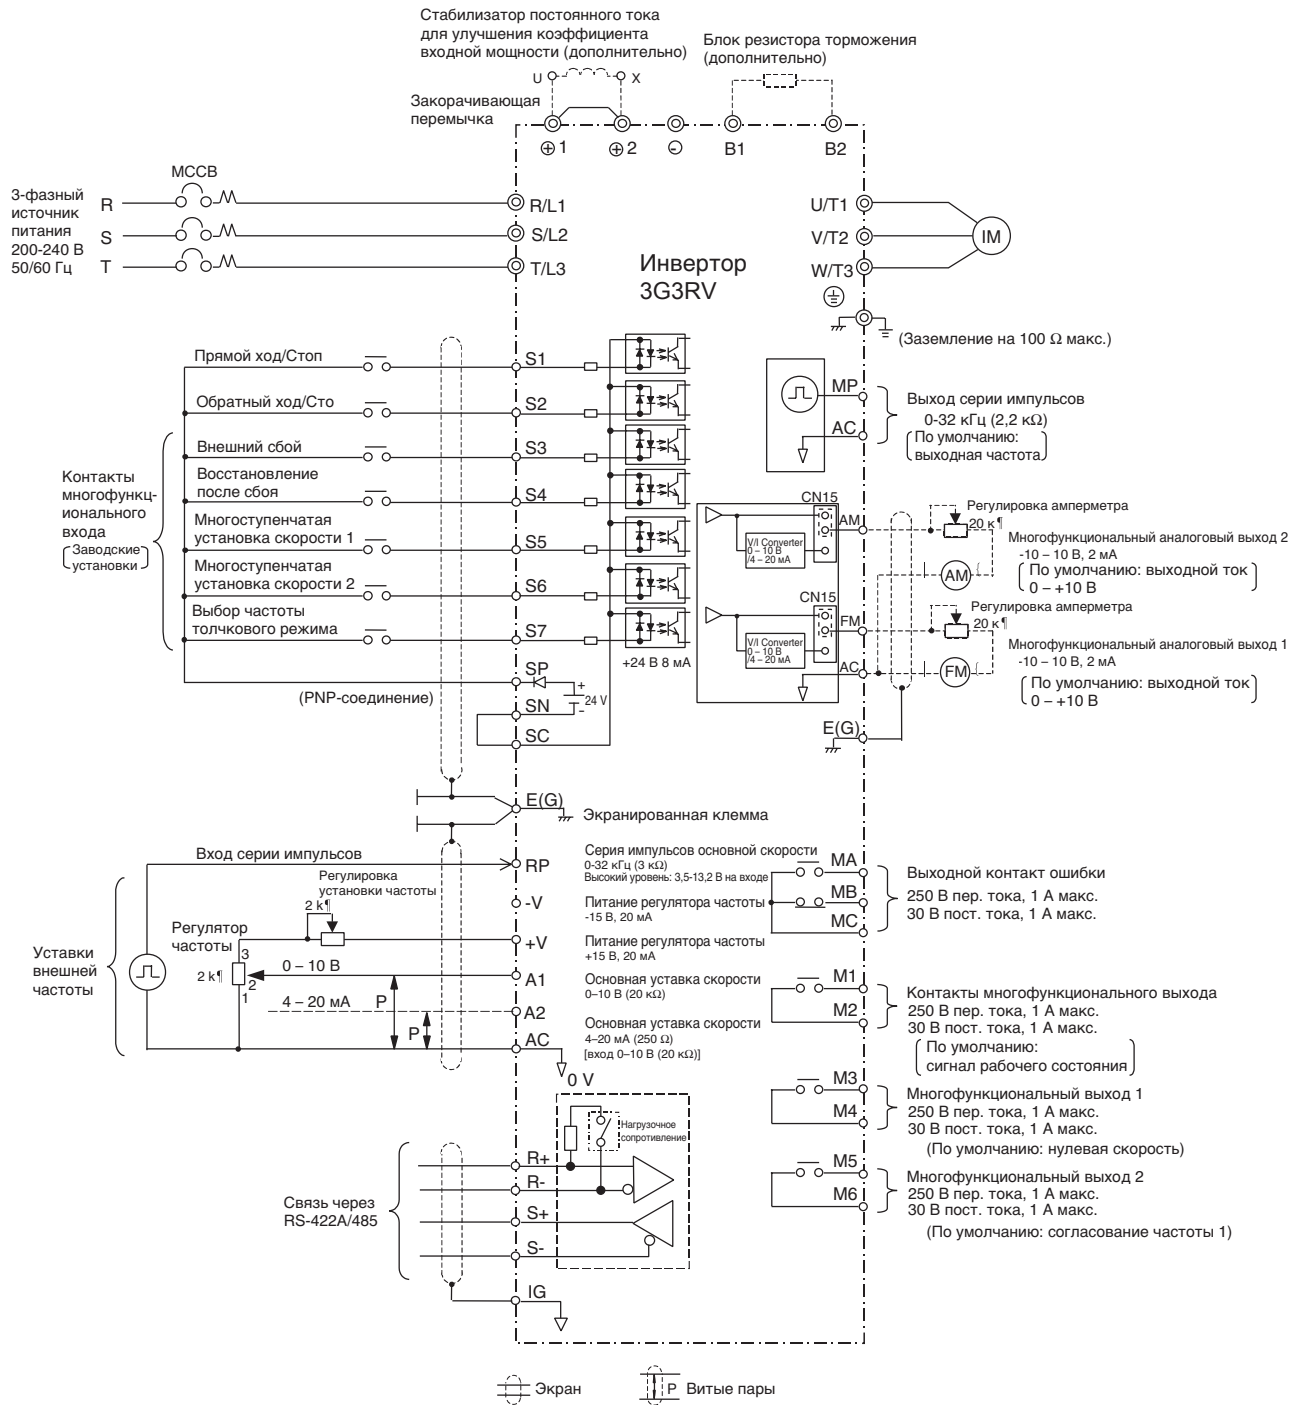 Стабилизатор постоянного тока
для улучшения коэффициента
входной мощности (дополнительно)
Блок резистора торможения
(дополнительно)
U
X
Закорачивающая
перемычка
⊕1
⊕2
⊖
B1
B2
MCCB
3-фазный
источник
питания
200-240 В
50/60 Гц
R
S
T
R/L1
S/L2
T/L3
Инвертор
3G3RV
U/T1
V/T2
W/T3
IM
(Заземление на 100 Ω макс.)
Прямой ход/Стоп
S1
Обратный ход/Сто
S2
Внешний сбой
S3
Восстановление
после сбоя
S4
Многоступенчатая
установка скорости 1
S5
Многоступенчатая
установка скорости 2
S6
Выбор частоты
толчкового режима
S7
Контакты
многофункц-
ионального
входа
Заводские
установки
+24 В 8 мА
SP
(PNP-соединение)
+
24 V
-
SN
SC
MP
AC
Выход серии импульсов
0-32 кГц (2,2 кΩ)
По умолчанию:
выходная частота
CN15
AM
V/I Converter
0 – 10 В
/4 – 20 мА
CN15
FM
V/I Converter
0 – 10 В
/4 – 20 мА
AC
Регулировка амперметра
20 к¶
Многофункциональный аналоговый выход 2
-10 – 10 В, 2 мА
По умолчанию: выходной ток
0 – +10 В
AM
Регулировка амперметра
20 к¶
Многофункциональный аналоговый выход 1
-10 – 10 В, 2 мА
По умолчанию: выходной ток
0 – +10 В
FM
E(G)
E(G)
Экранированная клемма
Вход серии импульсов
RP
Серия импульсов основной скорости
0-32 кГц (3 кΩ)
Высокий уровень: 3,5-13,2 В на входе
Регулировка
установки частоты
2 k¶
-V
Питание регулятора частоты
-15 В, 20 мА
Регулятор
частоты
+V
Питание регулятора частоты
+15 В, 20 мА
Уставки
внешней
частоты
3
2 k¶
2
1
0 – 10 В
A1
Основная уставка скорости
0–10 В (20 кΩ)
4 – 20 мА
P
A2
P
Основная уставка скорости
4–20 мА (250 Ω)
[вход 0–10 В (20 кΩ)]
AC
0 V
MA
MB
MC
Выходной контакт ошибки
250 В пер. тока, 1 А макс.
30 В пост. тока, 1 А макс.
M1
M2
Контакты многофункционального выхода
250 В пер. тока, 1 А макс.
30 В пост. тока, 1 А макс.
По умолчанию:
сигнал рабочего состояния
M3
M4
Многофункциональный выход 1
250 В пер. тока, 1 А макс.
30 В пост. тока, 1 А макс.
(По умолчанию: нулевая скорость)
M5
M6
Многофункциональный выход 2
250 В пер. тока, 1 А макс.
30 В пост. тока, 1 А макс.
(По умолчанию: согласование частоты 1)
Нагрузочное
сопротивление
Связь через
RS-422A/485
R+
R-
S+
S-
IG
Экран
P Витые пары